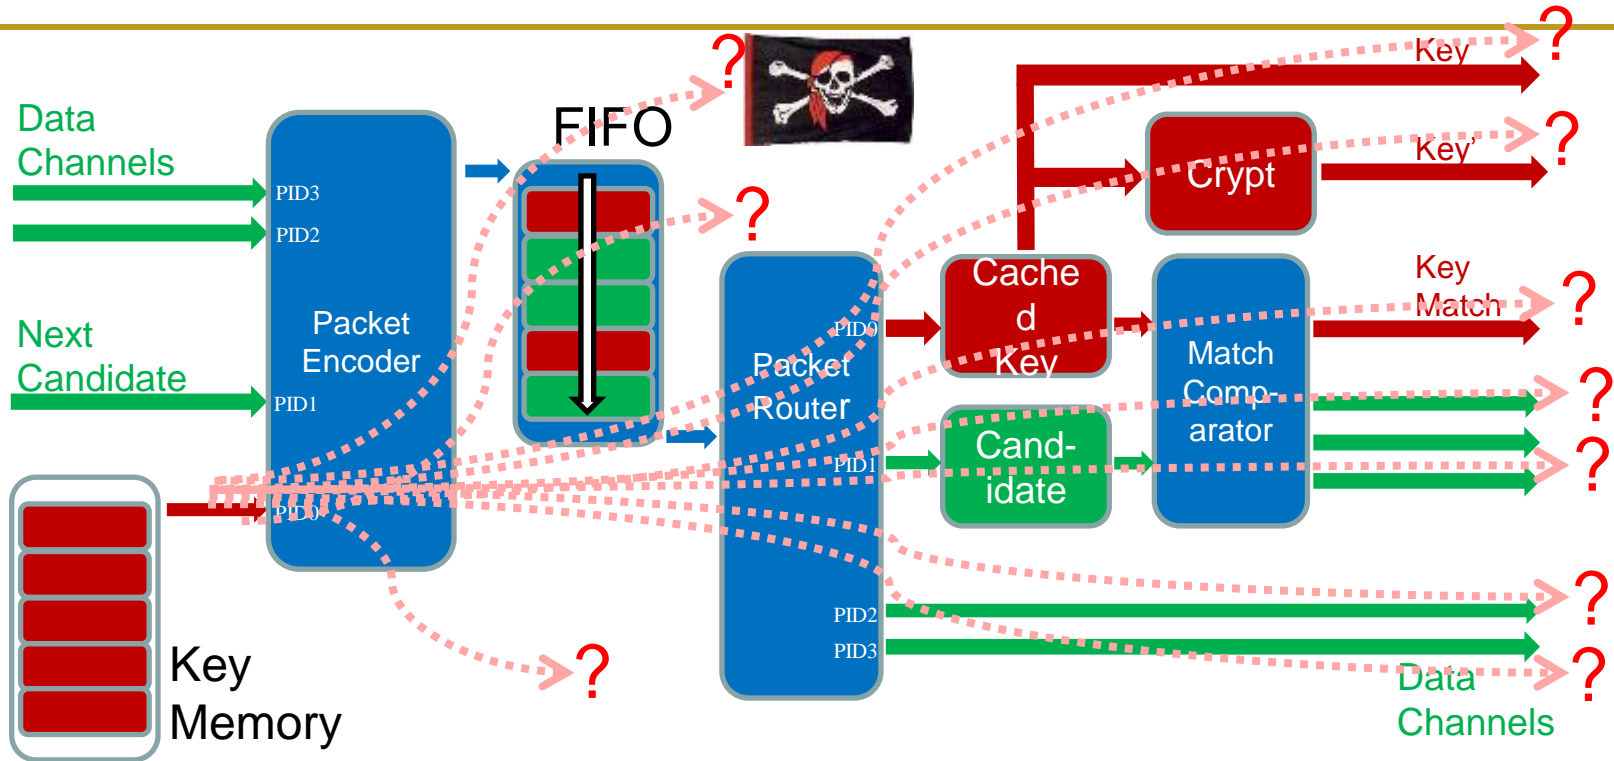 Data
Channels
PID3
PID2
Next
Candidate
PID1
PID0
Packet
Encoder
Key
Memory
FIFO
?
?
?
Packet
Router
PID0
PID1
PID2
PID3
Cache
d
Key
Cand-
idate
Crypt
Match
Comp-
arator
Key
?
Key'
?
Key
Match
?
?
?
?
?
Data
Channels